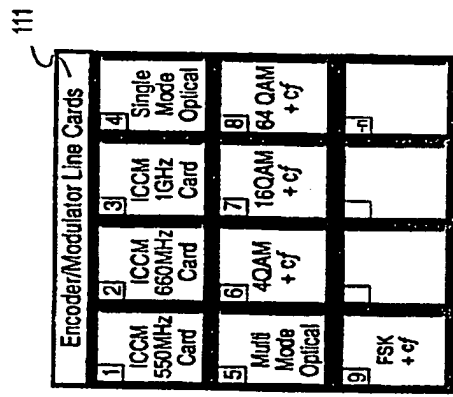 111
Encoder/Modulator Line Cards
1
ICCM
550MHz
Card
2
ICCM
660MHz
Card
3
ICCM
1GHz
Card
4
Single
Mode
Optical
5
Multi
Mode
Optical
6
4QAM
+ cf
7
16QAM
+ cf
8
64 QAM
+ cf
9
FSK
+ cf
-n